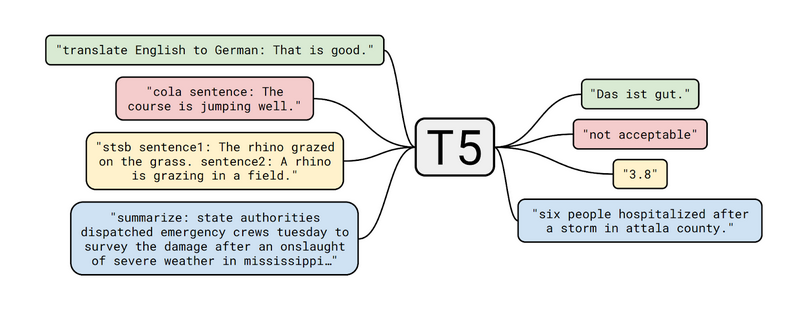 "translate English to German: That is good."
"cola sentence: The
course is jumping well."
"stsb sentence1: The rhino grazed
on the grass. sentence2: A rhino
is grazing in a field."
"summarize: state authorities
dispatched emergency crews tuesday to
survey the damage after an onslaught
of severe weather in mississippi…"
T5
"Das ist gut."
"not acceptable"
"3.8"
"six people hospitalized after
a storm in attala county."